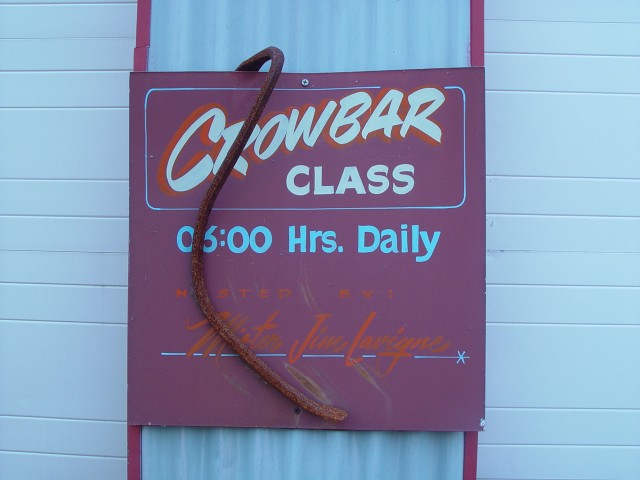 CROWBAR
CLASS
06:00 Hrs. Daily
HOSTED BY:
Mister Jim Lavigne